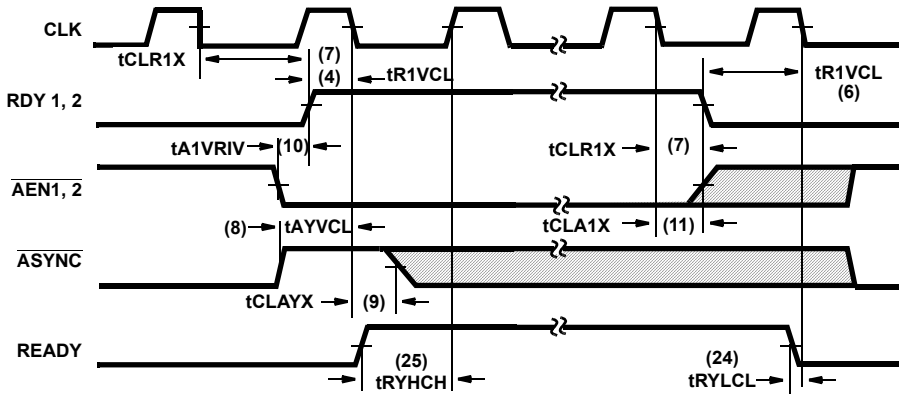 CLK
tCLR1X
(7)
(4)
tR1VCL
tR1VCL
(6)
RDY 1, 2
tA1VRIV
(10)
tCLR1X
(7)
AEN1, 2
(8)
tAYVCL
tCLA1X
(11)
ASYNC
tCLAYX
(9)
READY
(25)
tRYHCH
(24)
tRYLCL